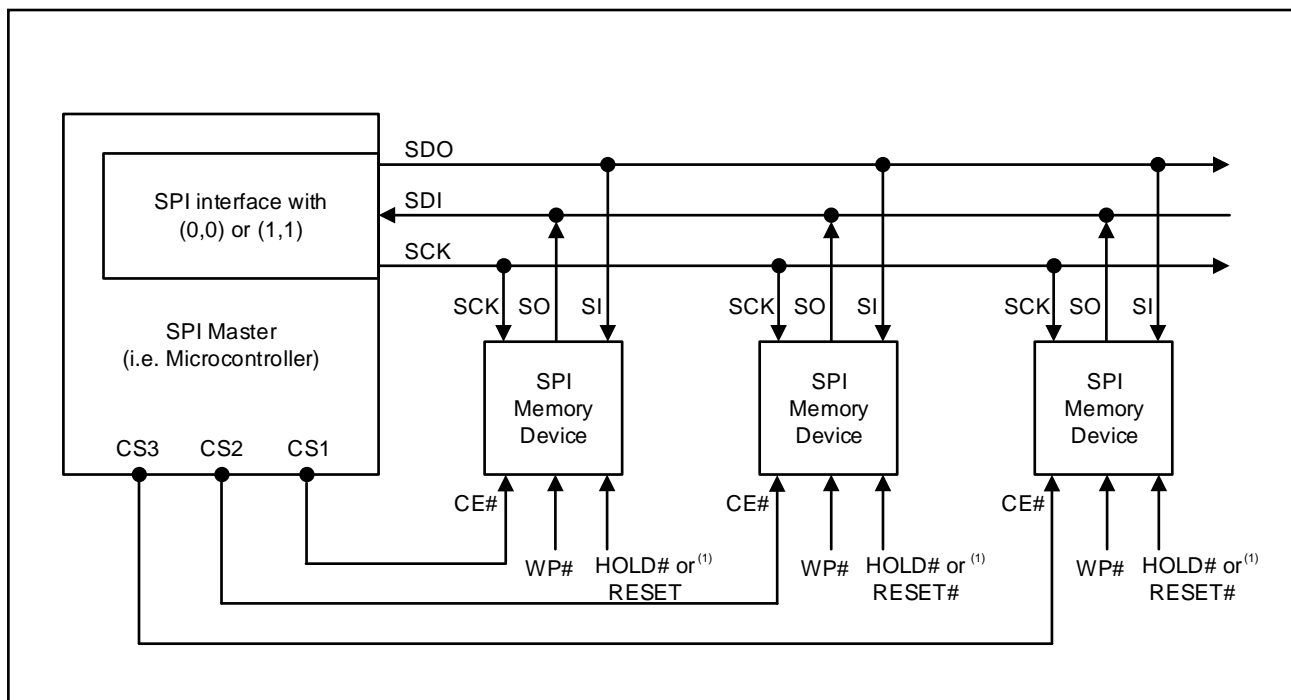 SDO
SPI interface with
(0,0) or (1,1)
SDI
SCK
SPI Master
(i.e. Microcontroller)
CS3 CS2 CS1
SCK SO SI
SPI
Memory
Device
CE#
WP#
HOLD# or (1)
RESET
SCK SO SI
SPI
Memory
Device
CE#
WP#
HOLD# or (1)
RESET#
SCK SO SI
SPI
Memory
Device
CE#
WP#
HOLD# or (1)
RESET#